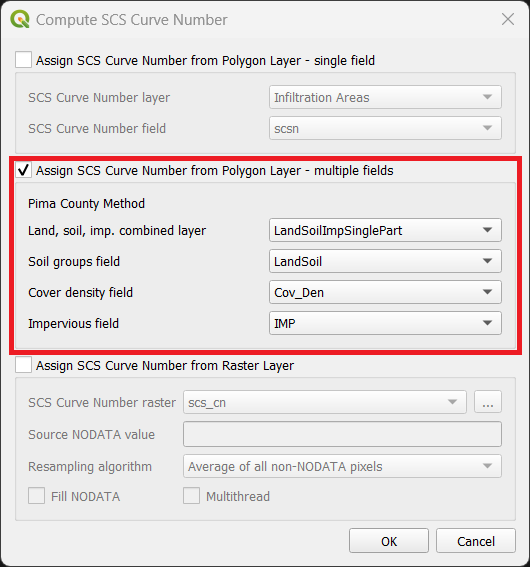 Compute SCS Curve Number
Assign SCS Curve Number from Polygon Layer - single field
SCS Curve Number layer Infiltration Areas
SCS Curve Number field scsn
Assign SCS Curve Number from Polygon Layer - multiple fields
Pima County Method
Land, soil, imp. combined layer LandSoilImpSinglePart
Soil groups field LandSoil
Cover density field Cov_Den
Impervious field IMP
Assign SCS Curve Number from Raster Layer
SCS Curve Number raster scs_cn ...
Source NODATA value
Resampling algorithm Average of all non-NODATA pixels
Fill NODATA Multithread
OK Cancel